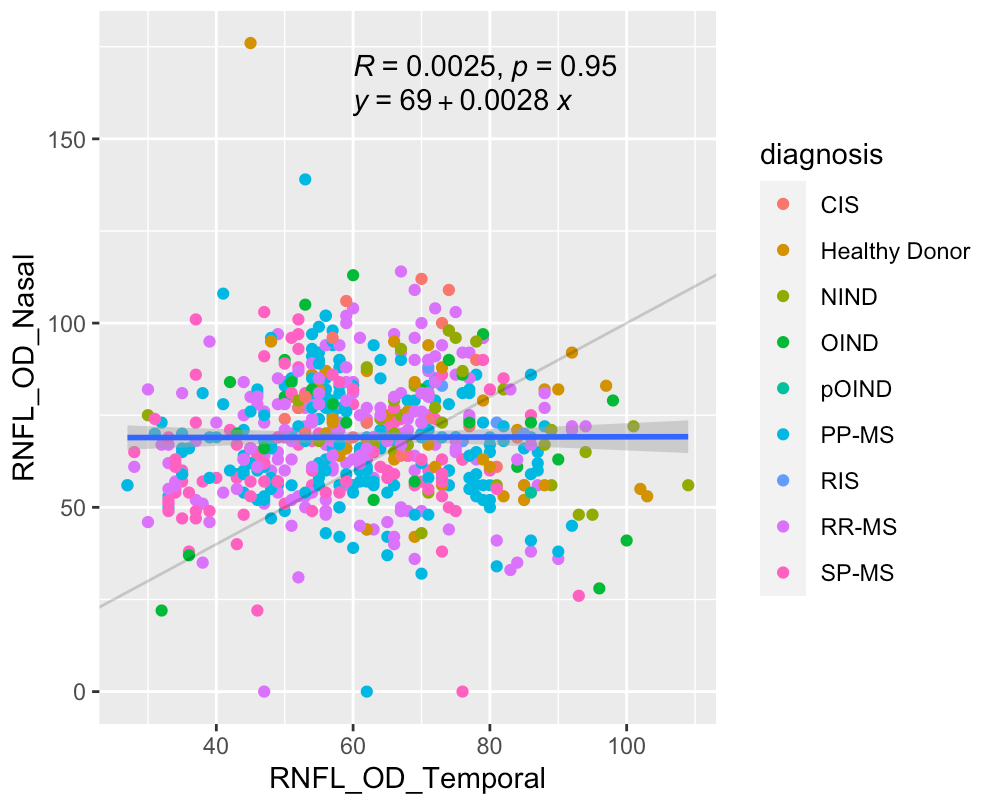 R = 0.0025, p = 0.95
y = 69 + 0.0028 x
150
100
50
0
RNFL_OD_Nasal
40 60 80 100
RNFL_OD_Temporal
diagnosis
CIS
Healthy Donor
NIND
OIND
pOIND
PP-MS
RIS
RR-MS
SP-MS